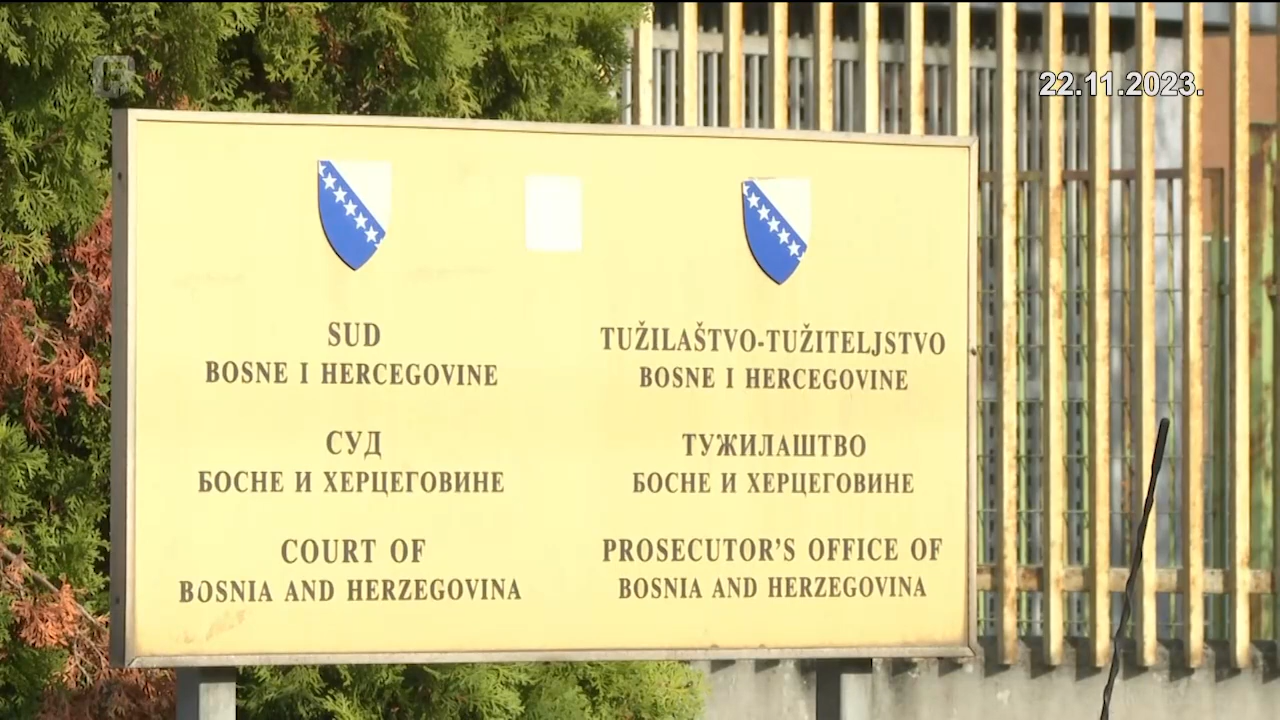 22.11.2023.
SUD
BOSNE I HERCEGOVINE
СУД
БОСНЕ И ХЕРЦЕГОВИНЕ
COURT OF
BOSNIA AND HERZEGOVINA
TUŽILAŠTVO-TUŽITELJSTVO
BOSNE I HERCEGOVINE
ТУЖИЛАШТВО
БОСНЕ И ХЕРЦЕГОВИНЕ
PROSECUTOR'S OFFICE OF
BOSNIA AND HERZEGOVINA